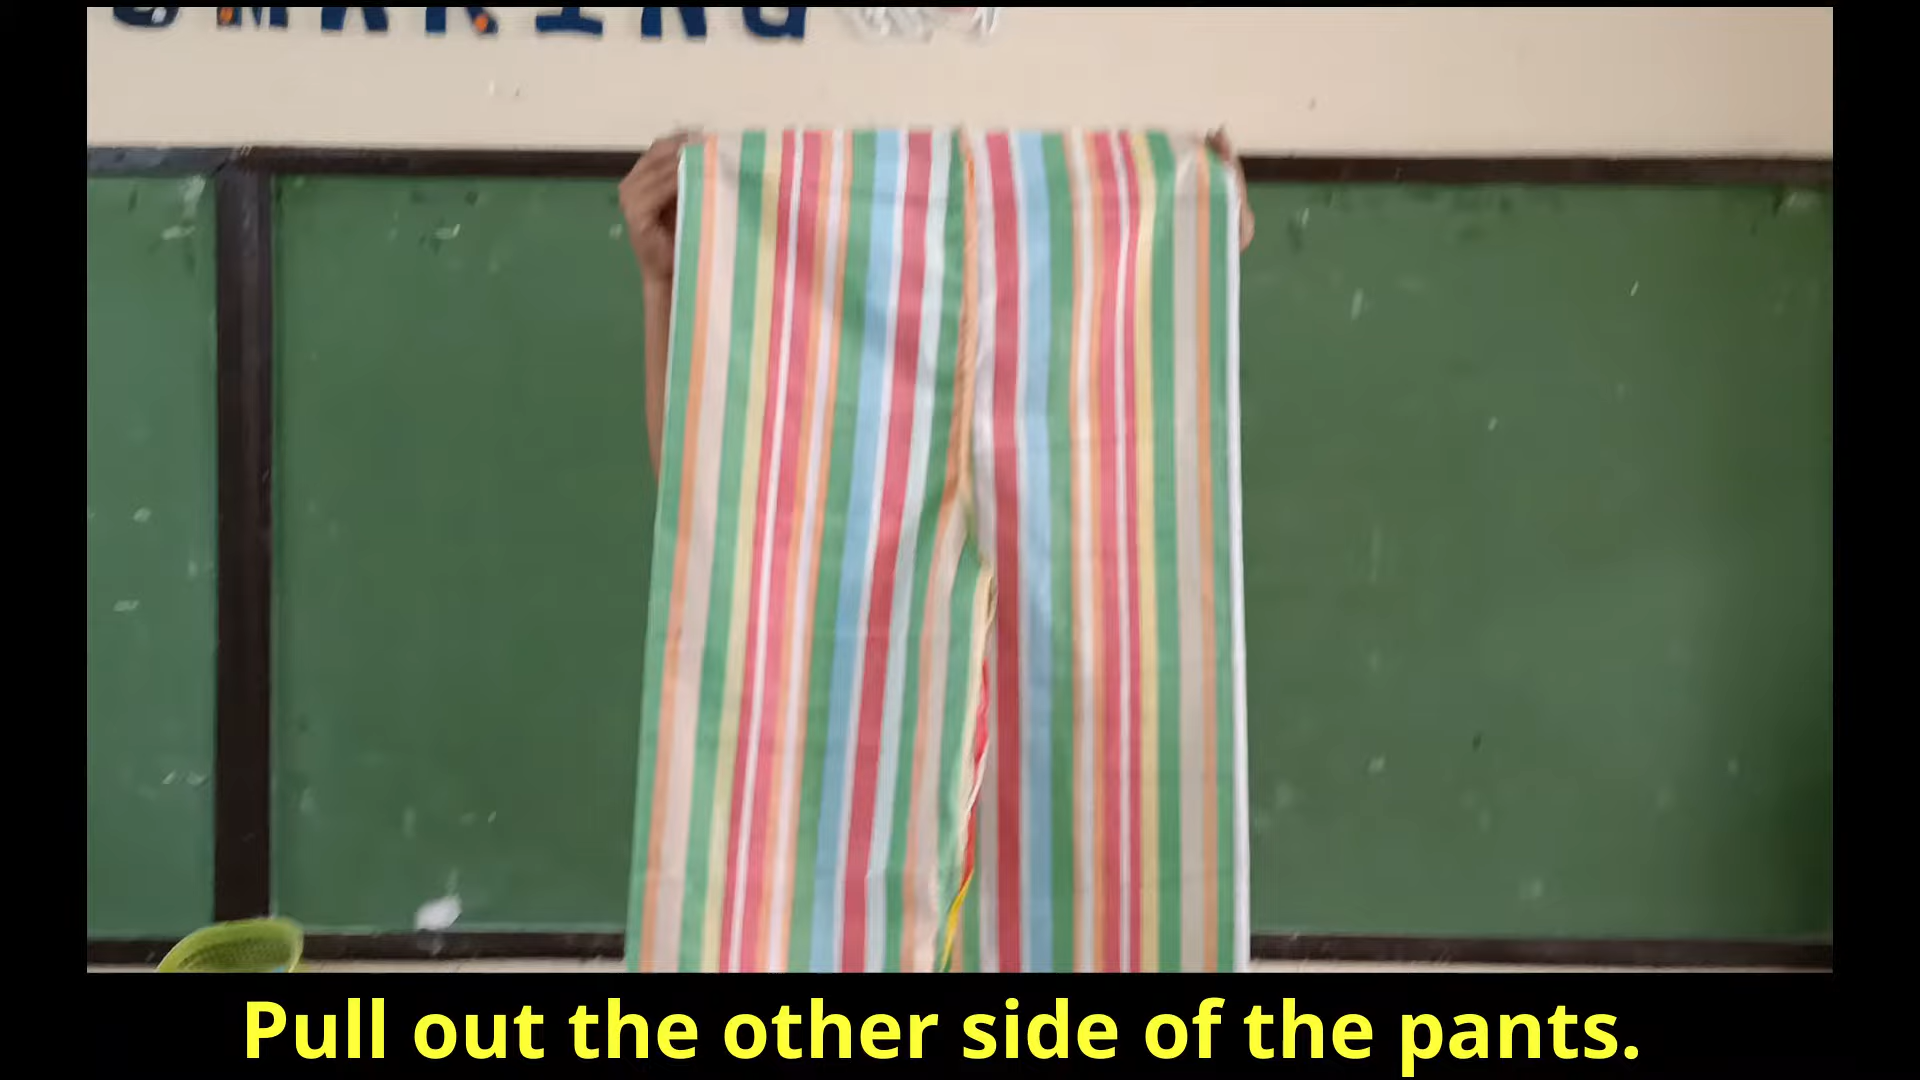 Pull out the other side of the pants.